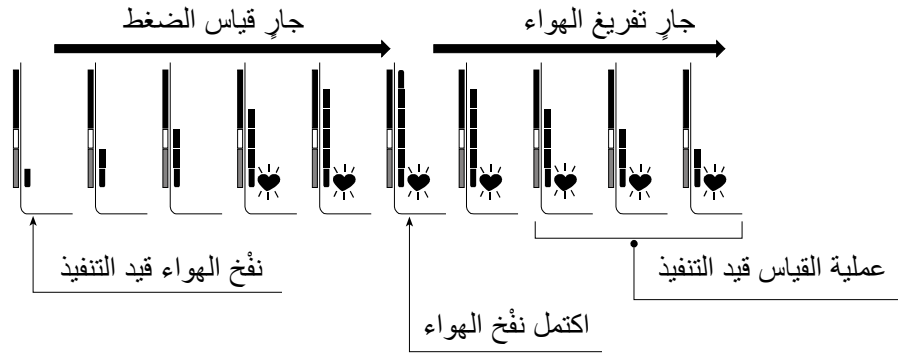 جارٍ قياس الضغط
جارٍ تفريغ الهواء
نفْخ الهواء قيد التنفيذ
عملية القياس قيد التنفيذ
اكتمل نفْخ الهواء